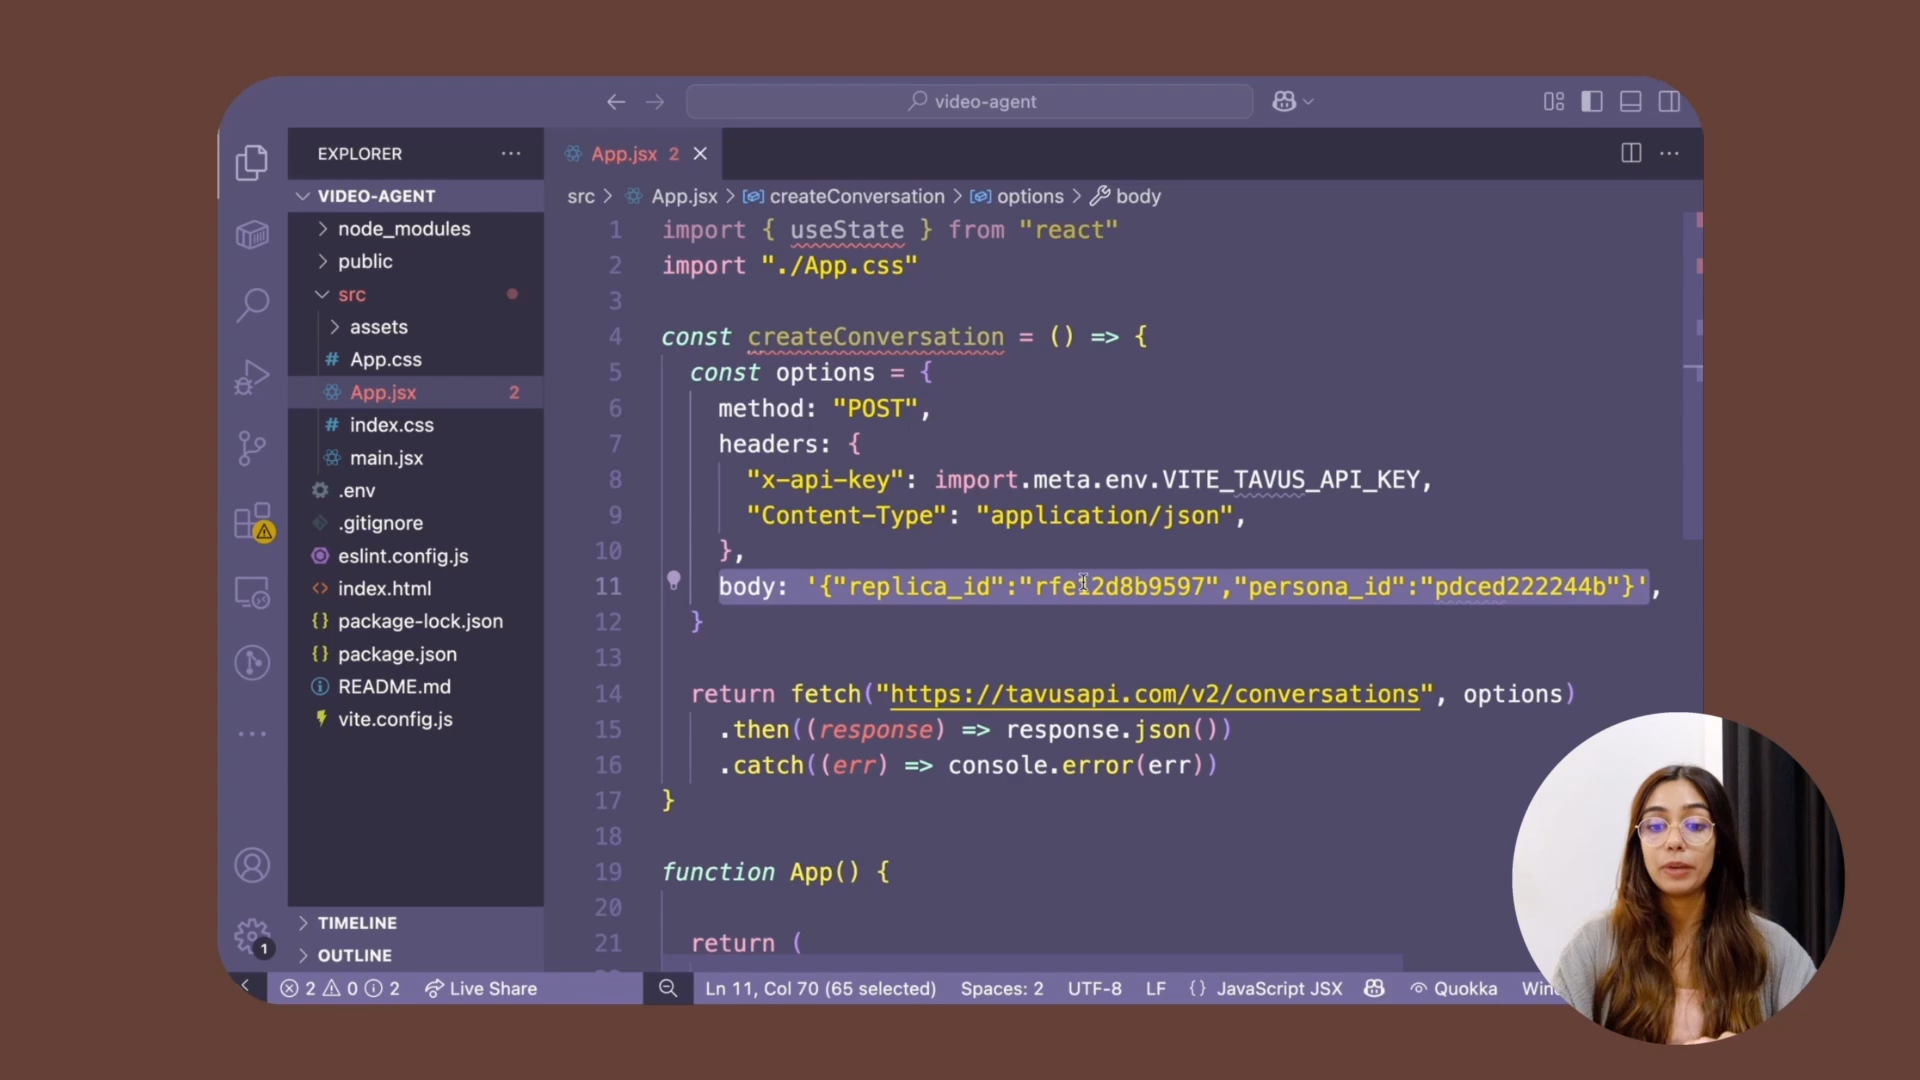 video-agent
EXPLORER
App.jsx 2
VIDEO-AGENT
src > App.jsx > createConversation > options > body
node_modules
public
src
assets
App.css
App.jsx 2
index.css
main.jsx
.env
.gitignore
eslint.config.js
index.html
package-lock.json
package.json
README.md
vite.config.js
TIMELINE
OUTLINE
1 import { useState } from "react"
2 import "./App.css"
3
4 const createConversation = () => {
5 const options = {
6 method: "POST",
7 headers: {
8 "x-api-key": import.meta.env.VITE_TAVUS_API_KEY,
9 "Content-Type": "application/json",
10 },
11 body: '{"replica_id":"rfe12d8b9597","persona_id":"pdced222244b"}',
12 }
13
14 return fetch("https://tavusapi.com/v2/conversations", options)
15 .then((response) => response.json())
16 .catch((err) => console.error(err))
17 }
18
19 function App() {
20
21 return (
1
2 0 2 Live Share Ln 11, Col 70 (65 selected) Spaces: 2 UTF-8 LF {} JavaScript JSX Quokka